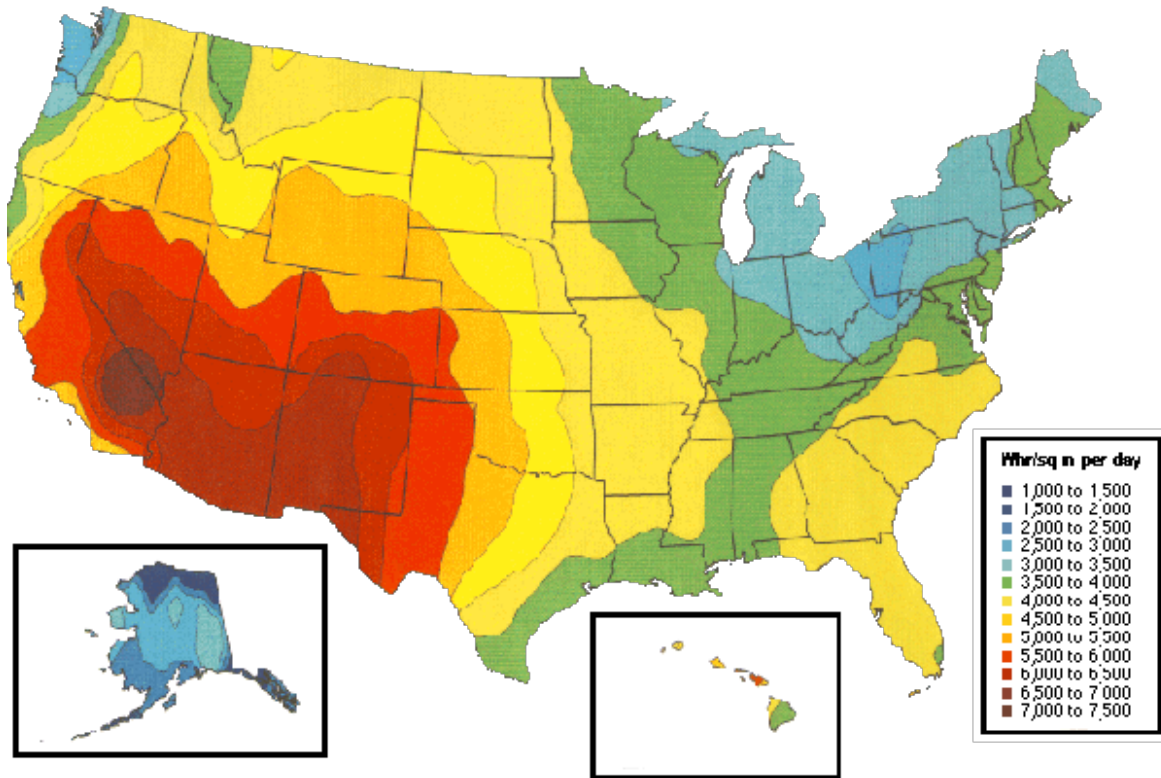 Whr/sq m per day
1,000 to 1,500
1,500 to 2,000
2,000 to 2,500
2,500 to 3,000
3,000 to 3,500
3,500 to 4,000
4,000 to 4,500
4,500 to 5,000
5,000 to 5,500
5,500 to 6,000
6,000 to 6,500
6,500 to 7,000
7,000 to 7,500